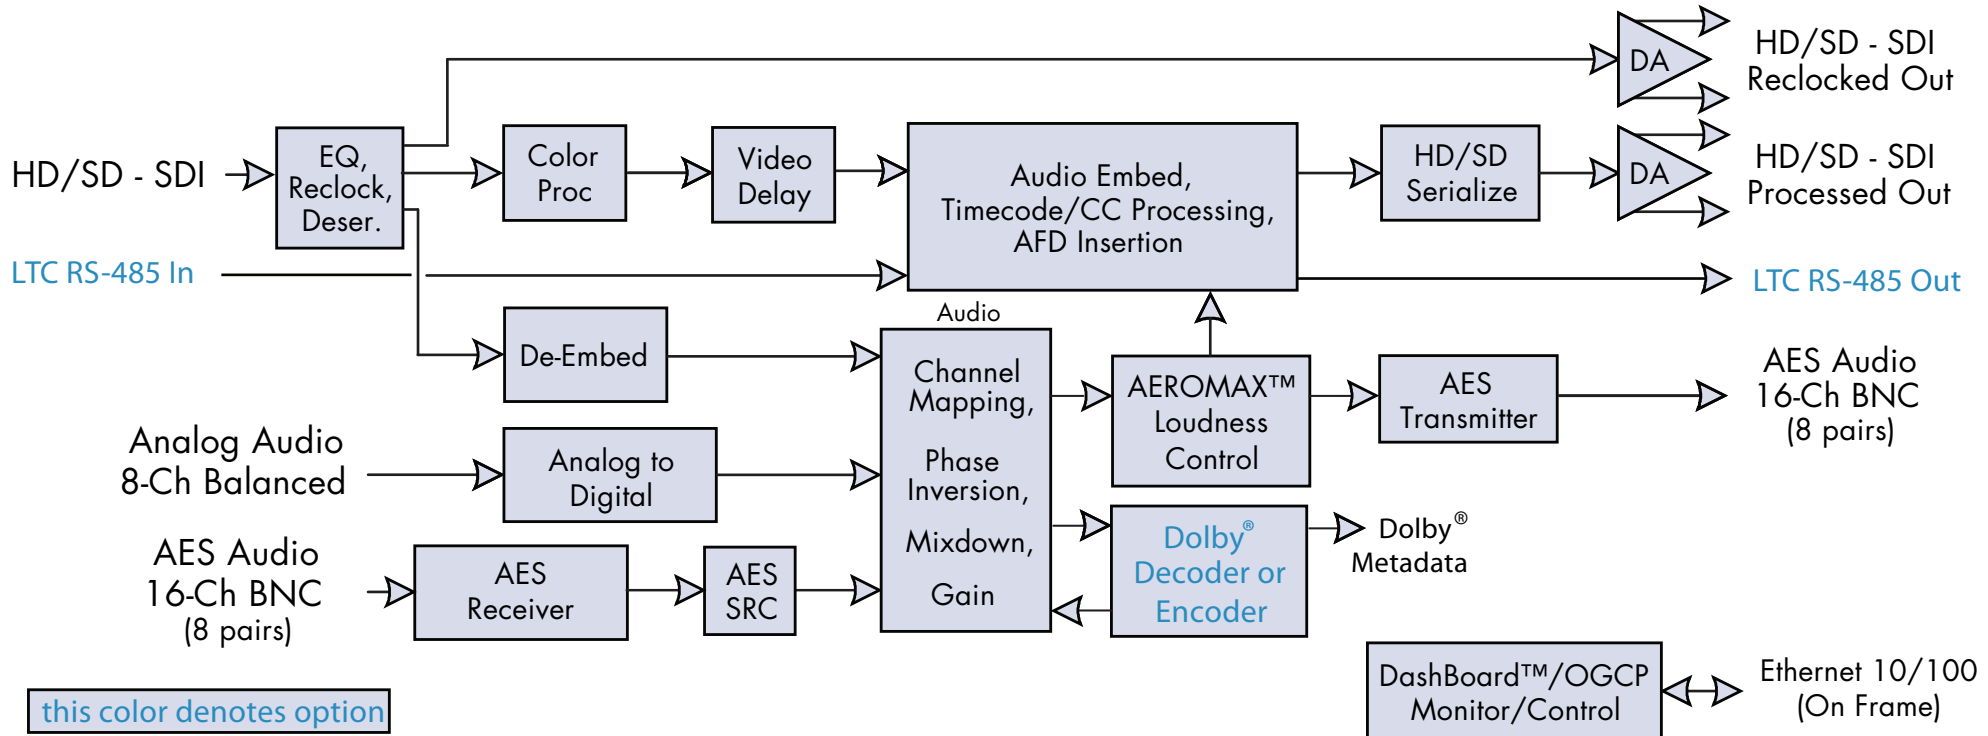 HD/SD - SDI
Reclocked Out
DA
HD/SD - SDI
EQ,
Reclock,
Deser.
Color
Proc
Video
Delay
Audio Embed,
Timecode/CC Processing,
AFD Insertion
HD/SD
Serialize
DA
HD/SD - SDI
Processed Out
LTC RS-485 In
LTC RS-485 Out
De-Embed
Audio
Channel
Mapping,
Phase
Inversion,
Mixdown,
Gain
AEROMAX™
Loudness
Control
AES
Transmitter
AES Audio
16-Ch BNC
(8 pairs)
Analog Audio
8-Ch Balanced
Analog to
Digital
AES Audio
16-Ch BNC
(8 pairs)
AES
Receiver
AES
SRC
Dolby®
Decoder or
Encoder
Dolby®
Metadata
DashBoard™/OGCP
Monitor/Control
Ethernet 10/100
(On Frame)
this color denotes option